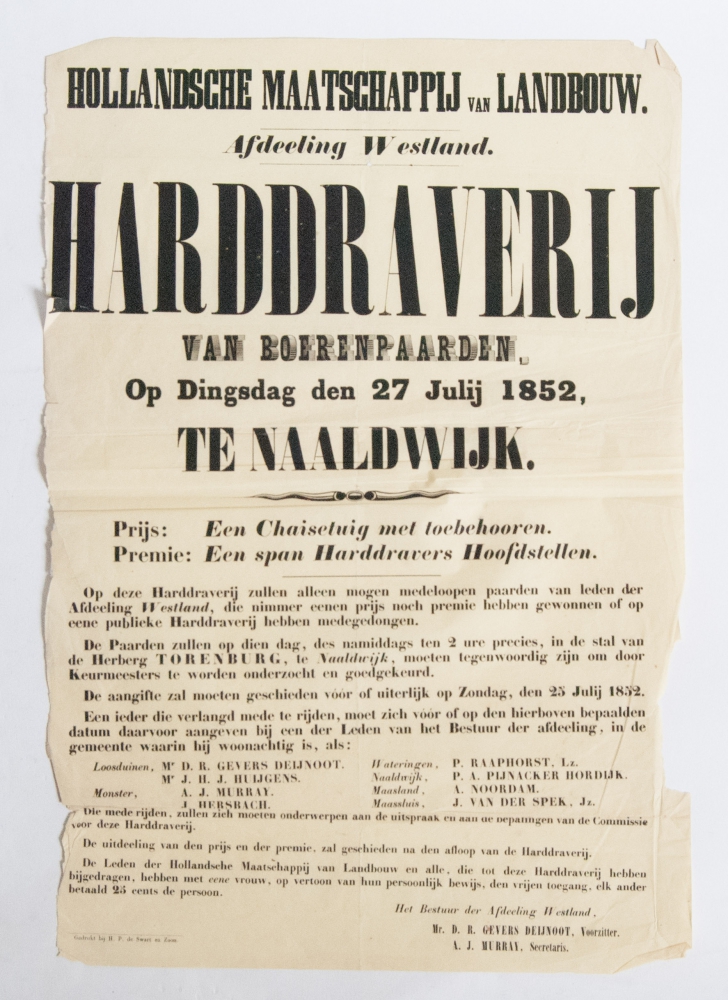 HOLLANDSCHE MAATSCHAPPIJ VAN LANDBOUW.
Afdeeling Westland.
HARDDRAVERIJ
VAN BOERENPAARDEN,
Op Dingsdag den 27 Julij 1852,
TE NAALDWIJK.
Prijs: Een Chaisetuig met toebehooren.
Premie: Een span Harddravers Hoofdstellen.
Op deze Harddraverij zullen alleen mogen medeloopen paarden van leden der
Afdeeling Westland, die nimmer eenen prijs noch premie hebben gewonnen of op
eene publieke Harddraverij hebben medegedongen.
De Paarden zullen op dien dag, des namiddags ten 2 ure precies, in de stal van
de Herberg TORENBURG, te Naaldwijk, moeten tegenwoordig zijn om door
Keurmeesters te worden onderzocht en goedgekeurd.
De aangifte zal moeten geschieden vóór of uiterlijk op Zondag, den 25 Julij 1852.
Een ieder die verlangd mede te rijden, moet zich vóór of op den hierboven bepaalden
datum daarvoor aangeven bij een der Leden van het Bestuur der afdeeling, in de
gemeente waarin hij woonachtig is, als:
Loosduinen, Mr D. R. GEVERS DEIJNOOT. Wateringen, P. RAAPHORST, Lz.
Mr J. H. J. HUIJGENS. Naaldwijk, P. A. PIJNACKER HORDIJK.
Monster, A. J. MURRAY. Maasland, A. NOORDAM.
J. HERSBACH. Maassluis, J. VAN DER SPEK, Jz.
Die mede rijden, zullen zich moeten onderwerpen aan de uitspraak en aan de bepalingen van de Commissie
voor deze Harddraverij.
De uitdeeling van den prijs en der premie, zal geschieden na den afloop van de Harddraverij.
De Leden der Hollandsche Maatschappij van Landbouw en alle, die tot deze Harddraverij hebben
bijgedragen, hebben met eene vrouw, op vertoon van hun persoonlijk bewijs, den vrijen toegang, elk ander
betaald 25 cents de persoon.
Het Bestuur der Afdeeling Westland,
Mr. D. R. GEVERS DEIJNOOT, Voorzitter.
A. J. MURRAY, Secretaris.
Gedrukt bij H. P. de Swart en Zoon.